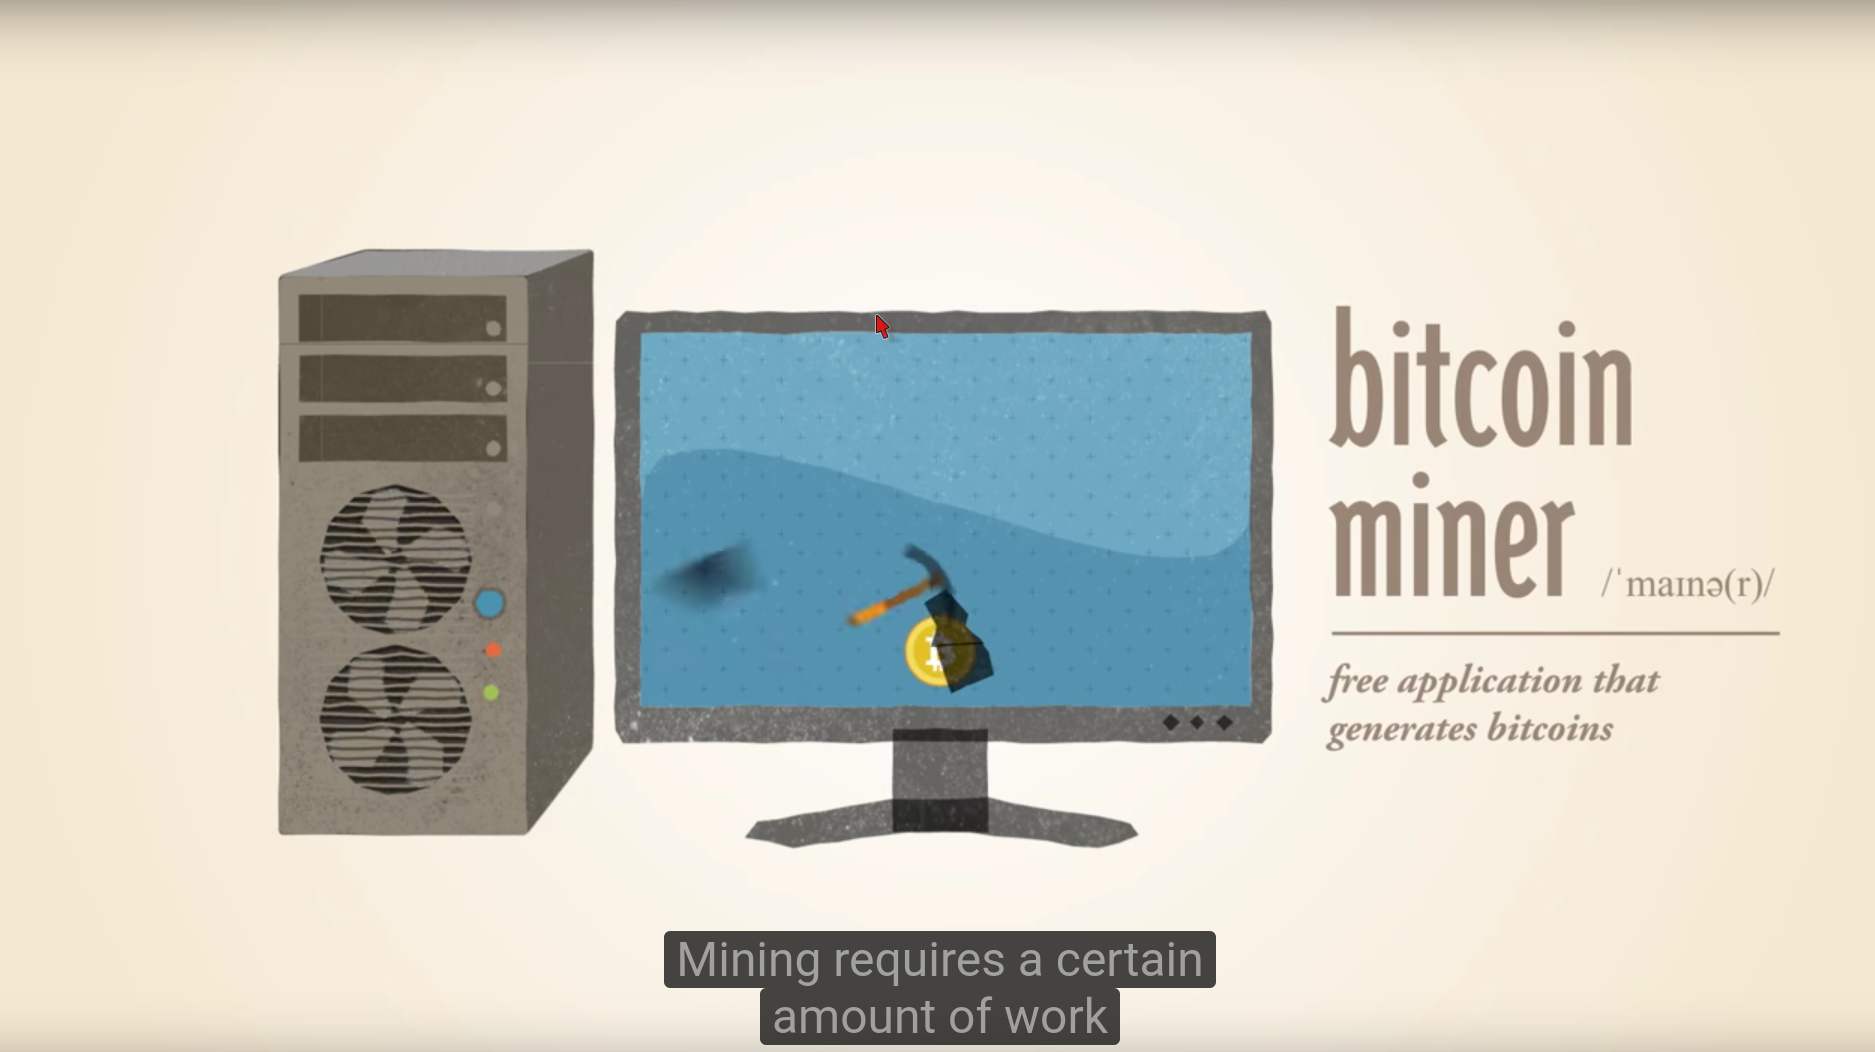 bitcoin
miner /ˈmaɪnə(r)/
free application that
generates bitcoins
Mining requires a certain
amount of work